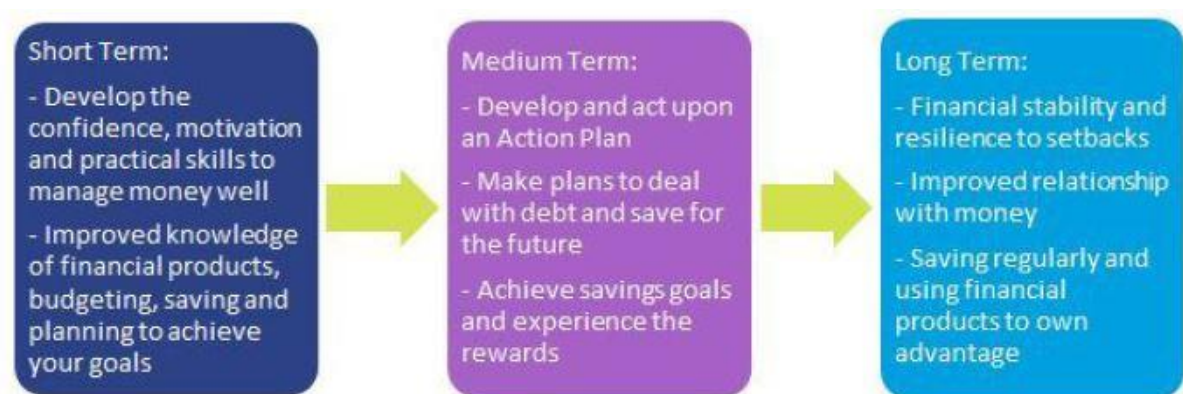 Short Term:
- Develop the
confidence, motivation
and practical skills to
manage money well
- Improved knowledge
of financial products,
budgeting, saving and
planning to achieve
your goals
Medium Term:
- Develop and act upon
an Action Plan
- Make plans to deal
with debt and save for
the future
- Achieve savings goals
and experience the
rewards
Long Term:
- Financial stability and
resilience to setbacks
- Improved relationship
with money
- Saving regularly and
using financial
products to own
advantage